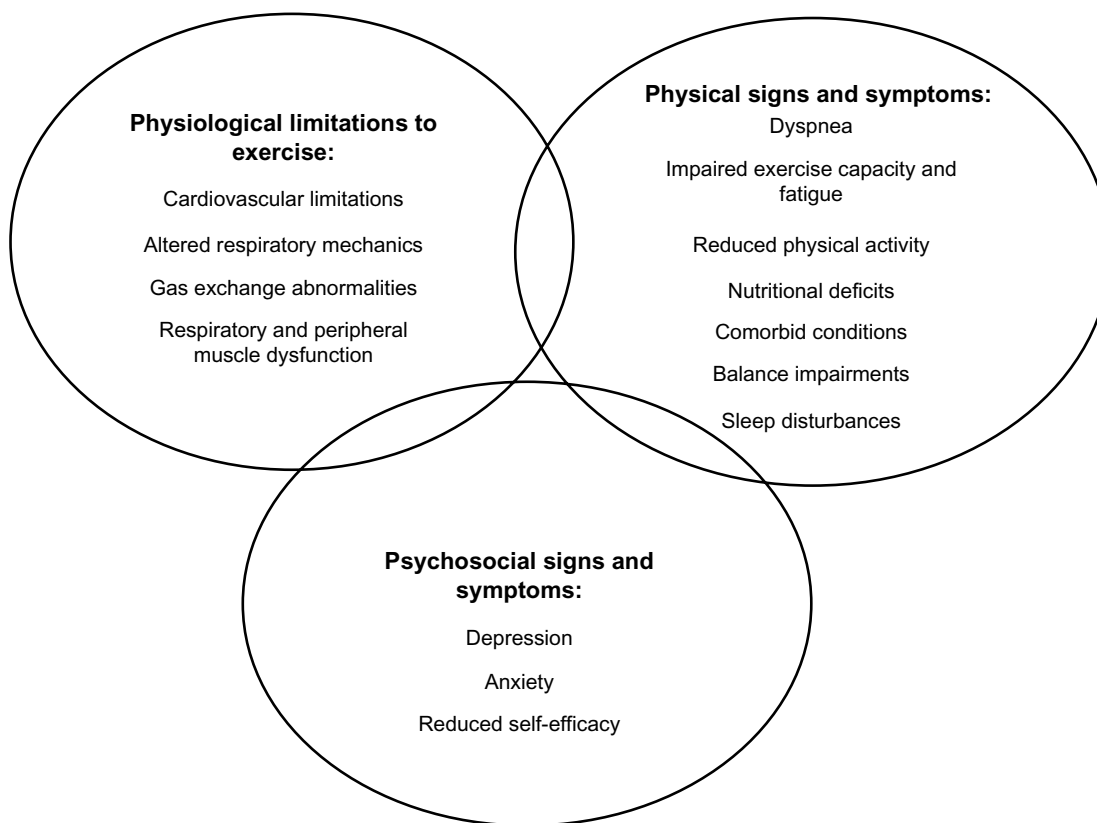 Physiological limitations to
exercise:
Cardiovascular limitations
Altered respiratory mechanics
Gas exchange abnormalities
Respiratory and peripheral
muscle dysfunction
Physical signs and symptoms:
Dyspnea
Impaired exercise capacity and
fatigue
Reduced physical activity
Nutritional deficits
Comorbid conditions
Balance impairments
Sleep disturbances
Psychosocial signs and
symptoms:
Depression
Anxiety
Reduced self-efficacy